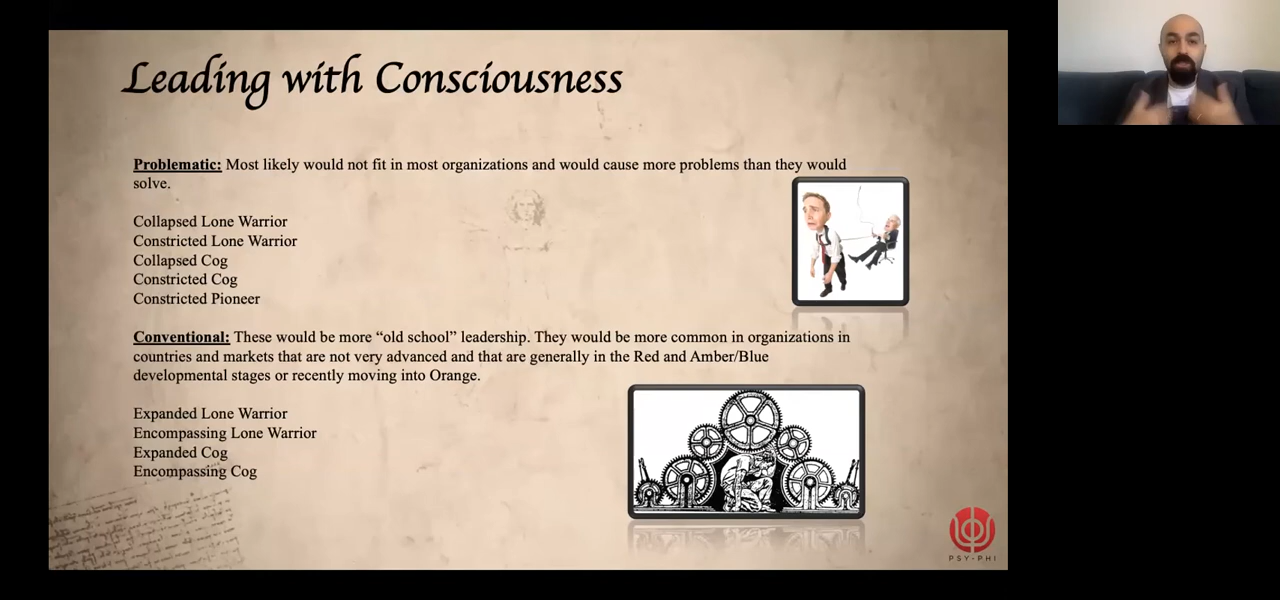 Leading with Consciousness
Problematic: Most likely would not fit in most organizations and would cause more problems than they would
solve.
Collapsed Lone Warrior
Constricted Lone Warrior
Collapsed Cog
Constricted Cog
Constricted Pioneer
Conventional: These would be more “old school” leadership. They would be more common in organizations in
countries and markets that are not very advanced and that are generally in the Red and Amber/Blue
developmental stages or recently moving into Orange.
Expanded Lone Warrior
Encompassing Lone Warrior
Expanded Cog
Encompassing Cog
PSY-PHI